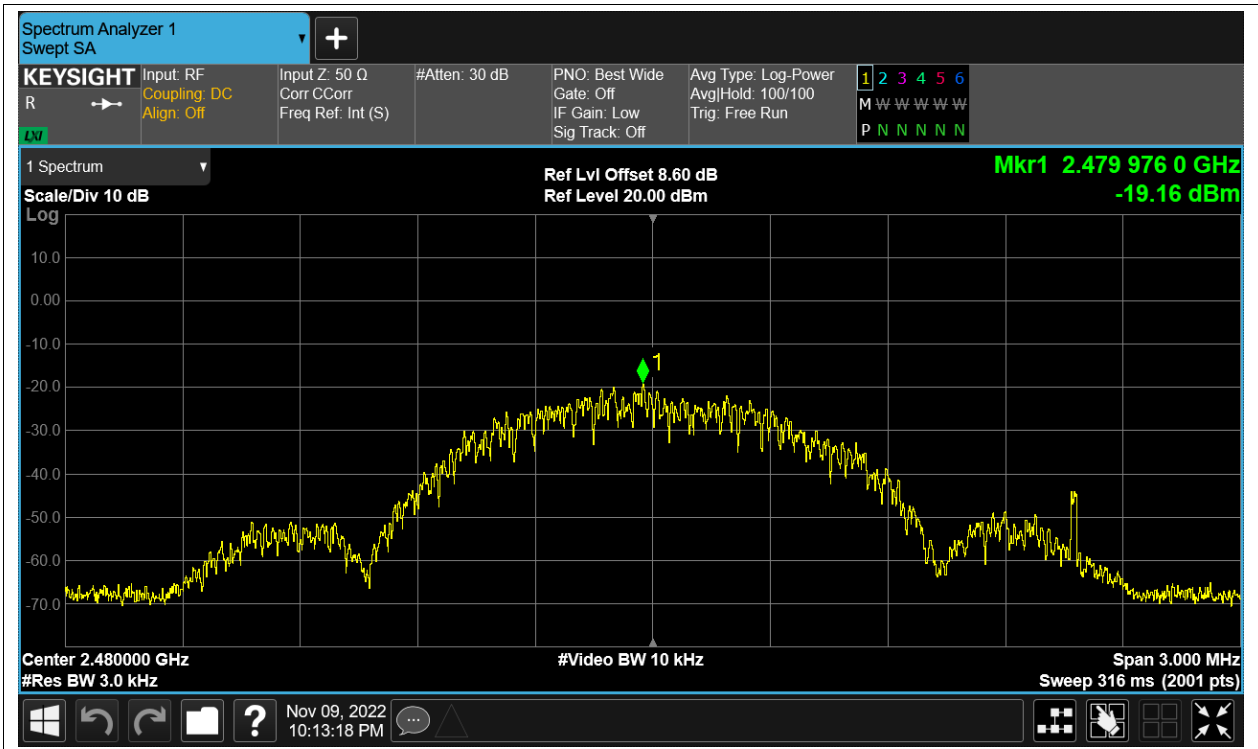 Spectrum Analyzer 1
Swept SA
KEYSIGHT
R
LXI
Input: RF
Coupling: DC
Align: Off
Input Z: 50 Ω
Corr CCorr
Freq Ref: Int (S)
#Atten: 30 dB
PNO: Best Wide
Gate: Off
IF Gain: Low
Sig Track: Off
Avg Type: Log-Power
Avg|Hold: 100/100
Trig: Free Run
1 2 3 4 5 6
M W W W W W
P N N N N N
1 Spectrum
Scale/Div 10 dB
Log
Ref Lvl Offset 8.60 dB
Ref Level 20.00 dBm
Mkr1 2.479 976 0 GHz
-19.16 dBm
10.0
0.00
-10.0
-20.0
-30.0
-40.0
-50.0
-60.0
-70.0
1
Center 2.480000 GHz
#Res BW 3.0 kHz
#Video BW 10 kHz
Span 3.000 MHz
Sweep 316 ms (2001 pts)
?
Nov 09, 2022
10:13:18 PM